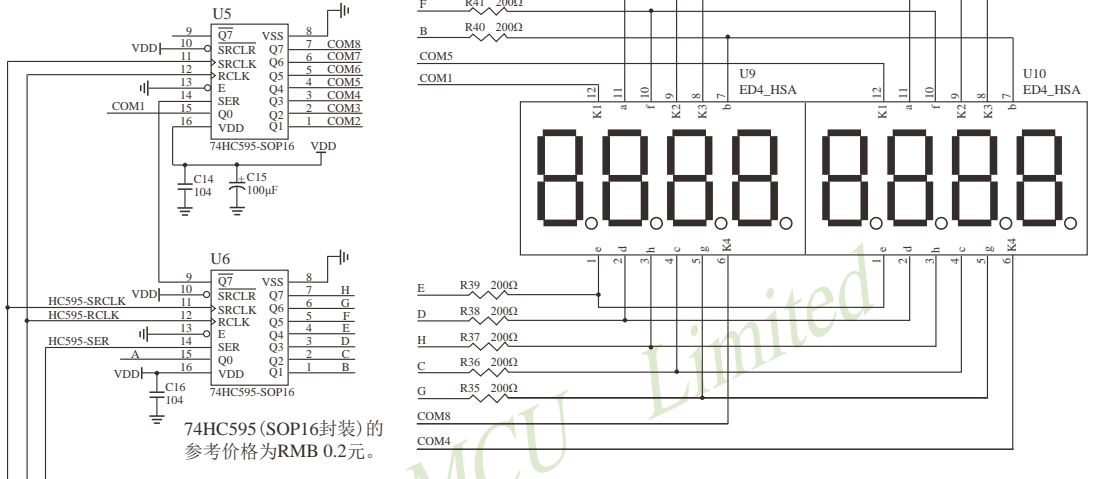 F R41 200Ω
B R40 200Ω
COM5
COM1
U5
9 Q7 VSS 8
VDD 10 SRCLR Q7 7 COM8
11 SRCLK Q6 6 COM7
12 RCLK Q5 5 COM6
13 E Q4 4 COM5
14 SER Q3 3 COM4
COM1 15 Q0 Q2 2 COM3
16 VDD Q1 1 COM2
74HC595-SOP16 VDD
C14 104
C15 100μF
+
U9
ED4_HSA
12 11 10 9 8 7
K1 a f K2 K3 b
e d h c g K4
1 2 3 4 5 6
U10
ED4_HSA
12 11 10 9 8 7
K1 a f K2 K3 b
e d h c g K4
1 2 3 4 5 6
U6
9 Q7 VSS 8
VDD 10 SRCLR Q7 7 H
HC595-SRCLK 11 SRCLK Q6 6 G
HC595-RCLK 12 RCLK Q5 5 F
13 E Q4 4 E
HC595-SER 14 SER Q3 3 D
A 15 Q0 Q2 2 C
VDD 16 VDD Q1 1 B
74HC595-SOP16
C16 104
E R39 200Ω
D R38 200Ω
H R37 200Ω
C R36 200Ω
G R35 200Ω
COM8
COM4
74HC595（SOP16封装）的
参考价格为RMB 0.2元。
MCU Limited